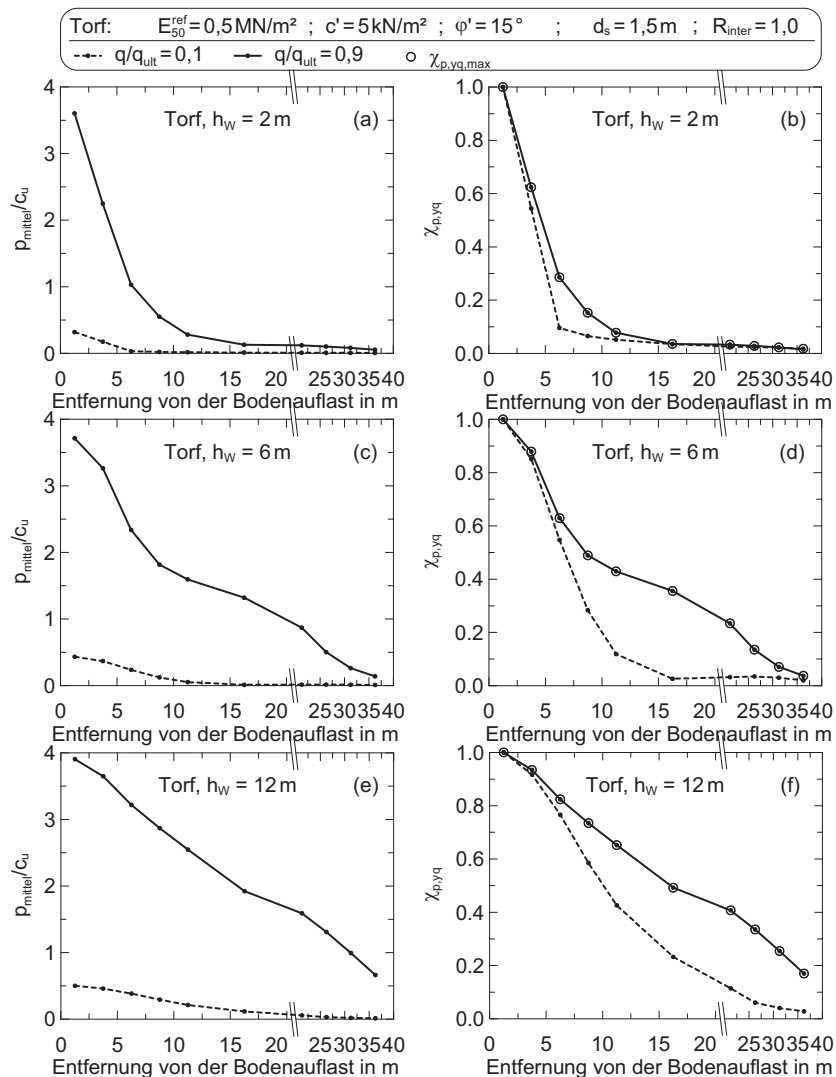 Torf: E50ref = 0,5 MN/m² ; c' = 5 kN/m² ; φ' = 15° ; ds = 1,5 m ; Rinter = 1,0
q/qult = 0,1 q/qult = 0,9 χp,yq,max
Torf, hW = 2 m (a)
pmittel/cu
4
3
2
1
0
0 5 10 15 20 25 30 35 40
Entfernung von der Bodenauflast in m
Torf, hW = 2 m (b)
χp,yq
1.0
0.8
0.6
0.4
0.2
0.0
0 5 10 15 20 25 30 35 40
Entfernung von der Bodenauflast in m
Torf, hW = 6 m (c)
pmittel/cu
4
3
2
1
0
0 5 10 15 20 25 30 35 40
Entfernung von der Bodenauflast in m
Torf, hW = 6 m (d)
χp,yq
1.0
0.8
0.6
0.4
0.2
0.0
0 5 10 15 20 25 30 35 40
Entfernung von der Bodenauflast in m
Torf, hW = 12 m (e)
pmittel/cu
4
3
2
1
0
0 5 10 15 20 25 30 35 40
Entfernung von der Bodenauflast in m
Torf, hW = 12 m (f)
χp,yq
1.0
0.8
0.6
0.4
0.2
0.0
0 5 10 15 20 25 30 35 40
Entfernung von der Bodenauflast in m